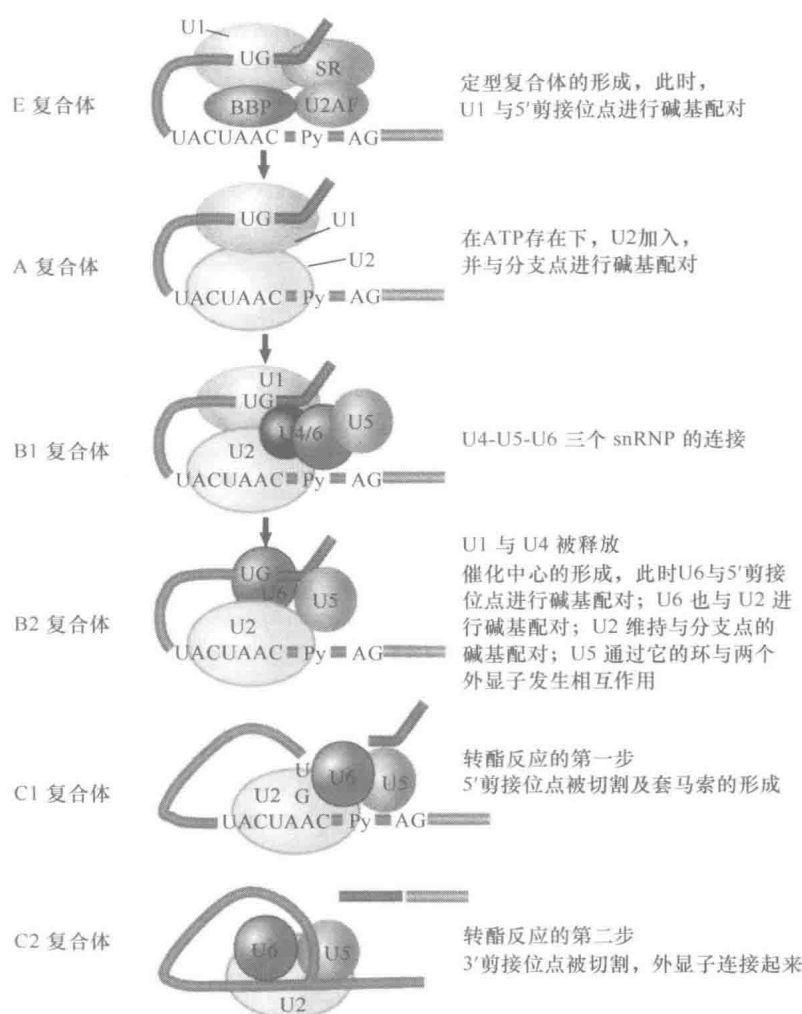 U1
UG
SR
E 复合体
BBP
U2AF
UACUAAC
Py
AG
定型复合体的形成，此时，
U1 与5′剪接位点进行碱基配对
UG
U1
A 复合体
U2
UACUAAC
Py
AG
在ATP存在下，U2加入，
并与分支点进行碱基配对
U1
UG
U5
U4/6
B1 复合体
U2
UACUAAC
Py
AG
U4-U5-U6 三个 snRNP 的连接
UG
U6
U5
B2 复合体
U2
UACUAAC
Py
AG
U1 与 U4 被释放
催化中心的形成，此时U6与5′剪接
位点进行碱基配对；U6 也与 U2 进
行碱基配对；U2 维持与分支点的
碱基配对；U5 通过它的环与两个
外显子发生相互作用
U
G
U6
U5
C1 复合体
U2
UACUAAC
Py
AG
转酯反应的第一步
5′剪接位点被切割及套马索的形成
C2 复合体
U6
U5
U2
转酯反应的第二步
3′剪接位点被切割，外显子连接起来